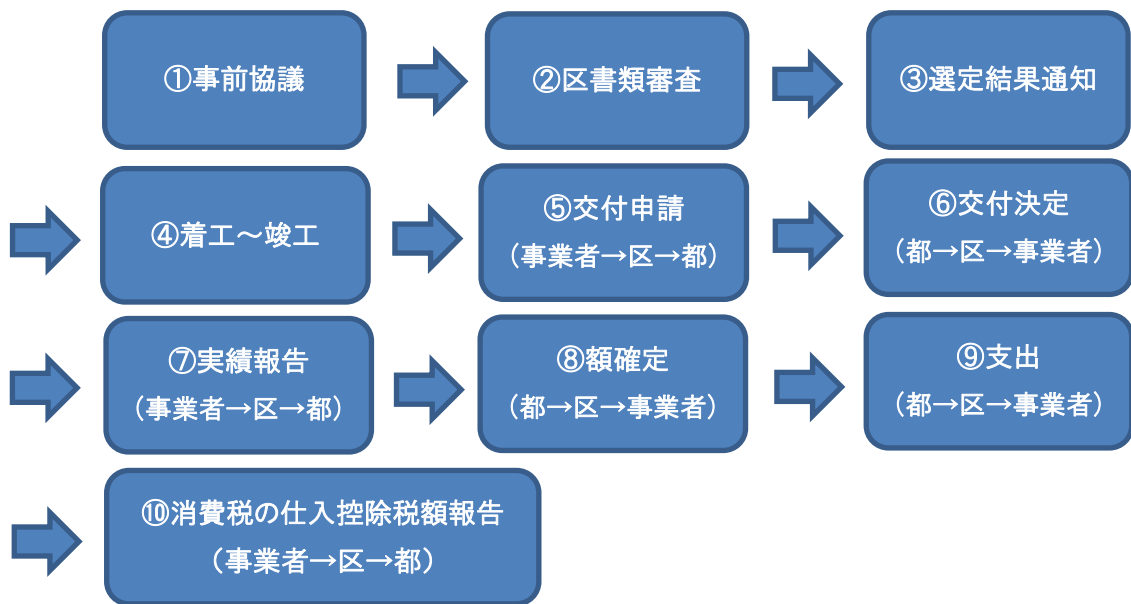 ①事前協議
②区書類審査
③選定結果通知
④着工～竣工
⑤交付申請
（事業者→区→都）
⑥交付決定
（都→区→事業者）
⑦実績報告
（事業者→区→都）
⑧額確定
（都→区→事業者）
⑨支出
（都→区→事業者）
⑩消費税の仕入控除税額報告
（事業者→区→都）